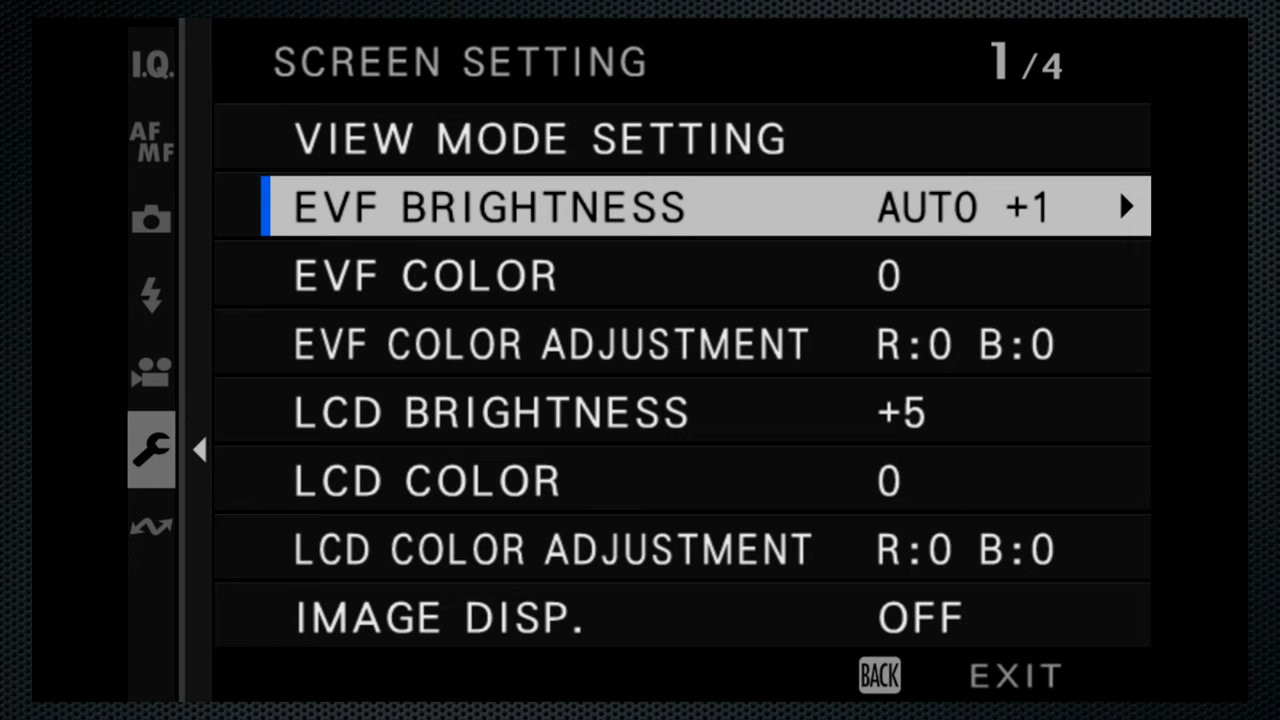 I.Q.
AF
MF
SCREEN SETTING 1/4
VIEW MODE SETTING
EVF BRIGHTNESS AUTO +1
EVF COLOR 0
EVF COLOR ADJUSTMENT R:0 B:0
LCD BRIGHTNESS +5
LCD COLOR 0
LCD COLOR ADJUSTMENT R:0 B:0
IMAGE DISP. OFF
BACK EXIT